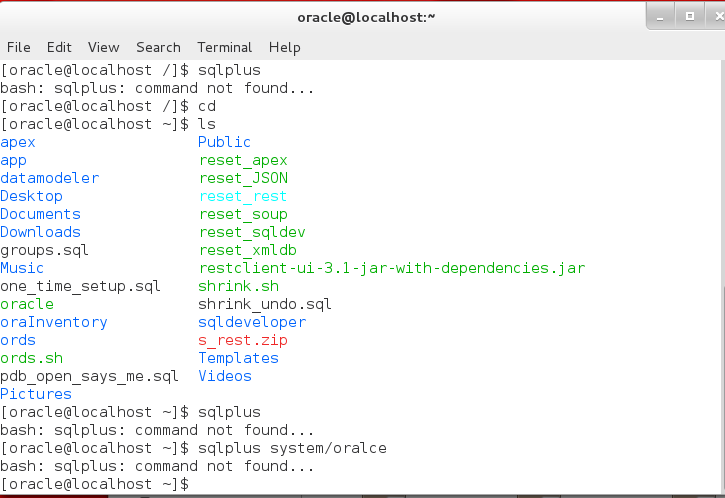 oracle@localhost:~
File Edit View Search Terminal Help
[oracle@localhost /]$ sqlplus
bash: sqlplus: command not found...
[oracle@localhost /]$ cd
[oracle@localhost ~]$ ls
apex Public
app reset_apex
datamodeler reset_JSON
Desktop reset_rest
Documents reset_soup
Downloads reset_sqldev
groups.sql reset_xmldb
Music restclient-ui-3.1-jar-with-dependencies.jar
one_time_setup.sql shrink.sh
oracle shrink_undo.sql
oraInventory sqldeveloper
ords s_rest.zip
ords.sh Templates
pdb_open_says_me.sql Videos
Pictures
[oracle@localhost ~]$ sqlplus
bash: sqlplus: command not found...
[oracle@localhost ~]$ sqlplus system/oralce
bash: sqlplus: command not found...
[oracle@localhost ~]$